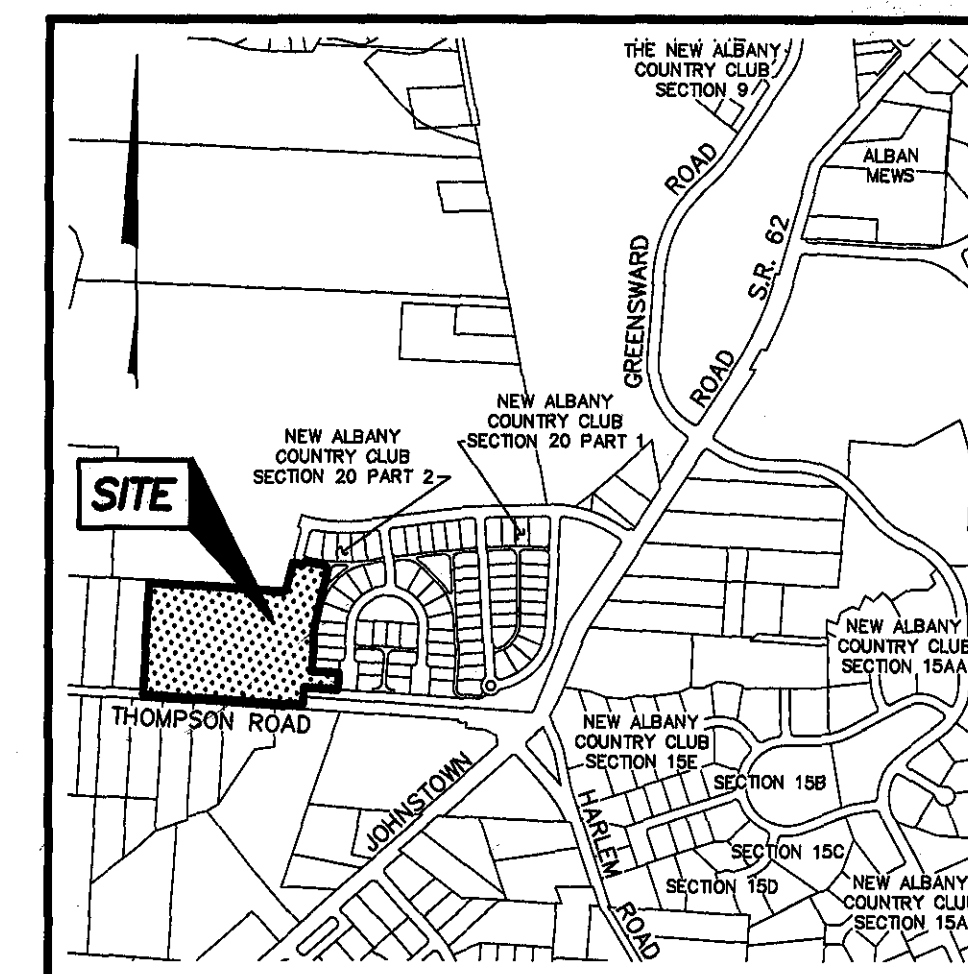 THE NEW ALBANY
COUNTRY CLUB
SECTION 9
ALBAN
MEWS
ROAD
GREENSWARD
S.R. 62
ROAD
NEW ALBANY
COUNTRY CLUB
SECTION 20 PART 1
NEW ALBANY
COUNTRY CLUB
SECTION 20 PART 2
SITE
NEW ALBANY
COUNTRY CLUB
SECTION 15AA
THOMPSON ROAD
NEW ALBANY
COUNTRY CLUB
SECTION 15E
SECTION 15B
JOHNSTOWN
HARLEM
ROAD
SECTION 15C
SECTION 15D
NEW ALBANY
COUNTRY CLU
SECTION 15A